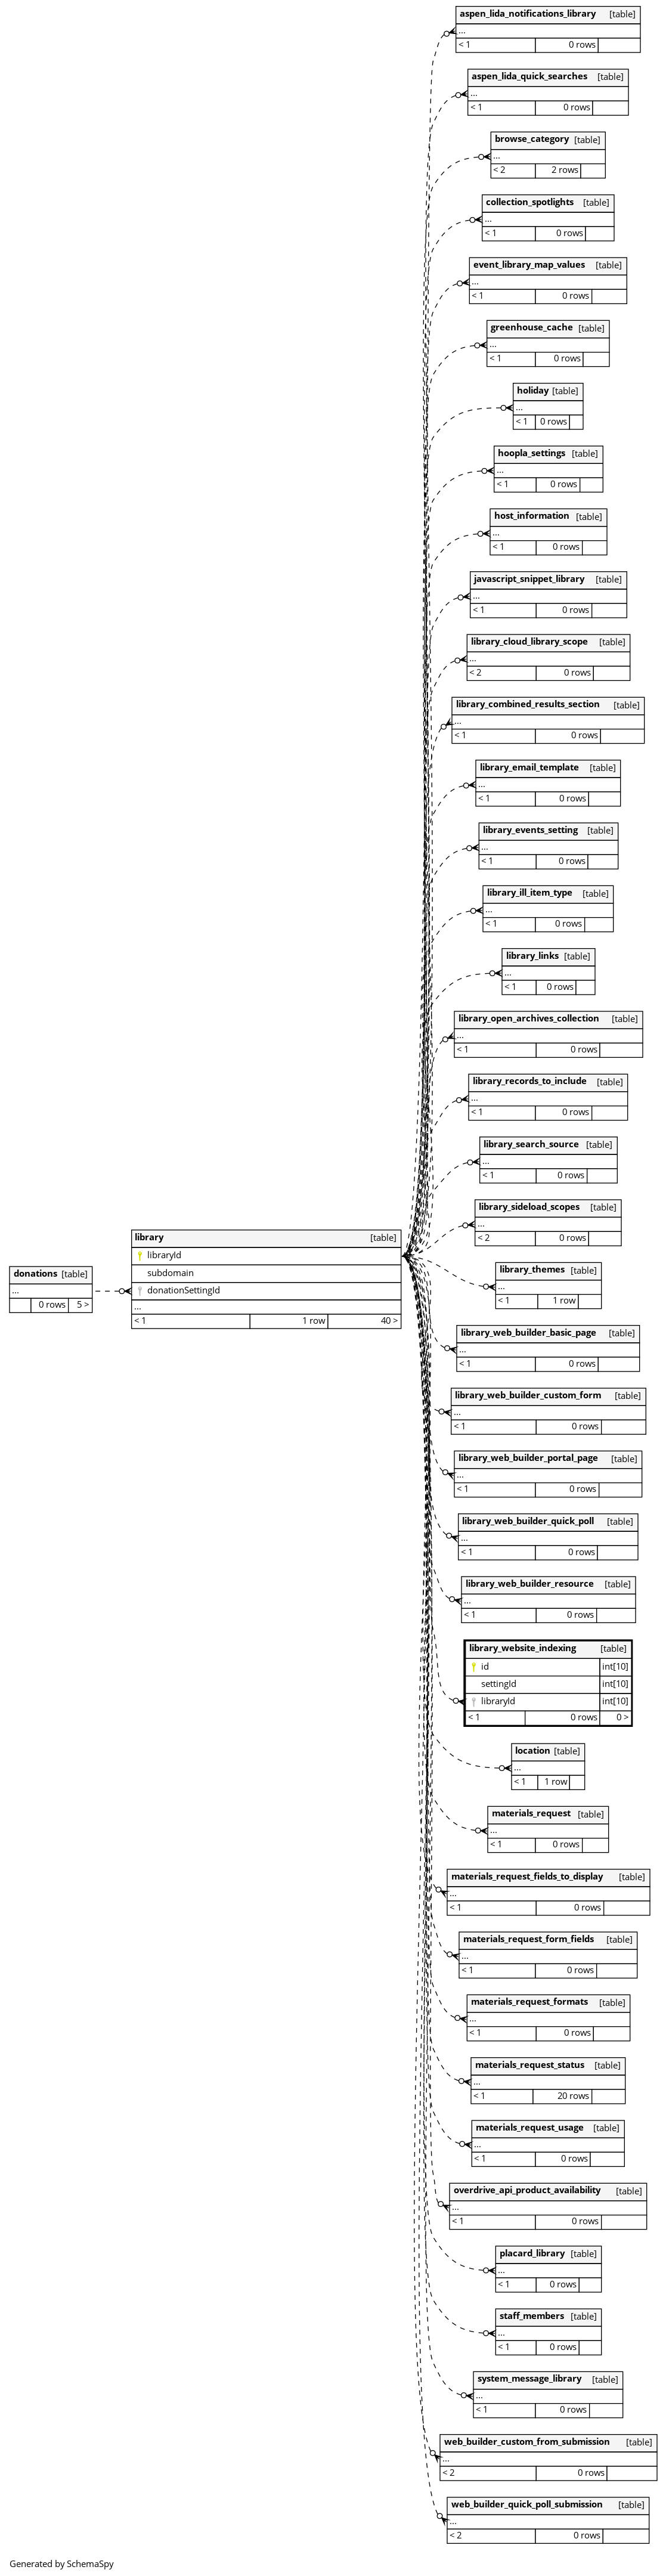 aspen_lida_notifications_library [table]
...
< 1 0 rows
aspen_lida_quick_searches [table]
...
< 1 0 rows
browse_category [table]
...
< 2 2 rows
collection_spotlights [table]
...
< 1 0 rows
event_library_map_values [table]
...
< 1 0 rows
greenhouse_cache [table]
...
< 1 0 rows
holiday [table]
...
< 1 0 rows
hoopla_settings [table]
...
< 1 0 rows
host_information [table]
...
< 1 0 rows
javascript_snippet_library [table]
...
< 1 0 rows
library_cloud_library_scope [table]
...
< 2 0 rows
library_combined_results_section [table]
...
< 1 0 rows
library_email_template [table]
...
< 1 0 rows
library_events_setting [table]
...
< 1 0 rows
library_ill_item_type [table]
...
< 1 0 rows
library_links [table]
...
< 1 0 rows
library_open_archives_collection [table]
...
< 1 0 rows
library_records_to_include [table]
...
< 1 0 rows
library_search_source [table]
...
< 1 0 rows
library_sideload_scopes [table]
...
< 2 0 rows
library [table]
libraryId
subdomain
donationSettingId
...
< 1 1 row 40 >
donations [table]
...
0 rows 5 >
library_themes [table]
...
< 1 1 row
library_web_builder_basic_page [table]
...
< 1 0 rows
library_web_builder_custom_form [table]
...
< 1 0 rows
library_web_builder_portal_page [table]
...
< 1 0 rows
library_web_builder_quick_poll [table]
...
< 1 0 rows
library_web_builder_resource [table]
...
< 1 0 rows
library_website_indexing [table]
id int[10]
settingId int[10]
libraryId int[10]
< 1 0 rows 0 >
location [table]
...
< 1 1 row
materials_request [table]
...
< 1 0 rows
materials_request_fields_to_display [table]
...
< 1 0 rows
materials_request_form_fields [table]
...
< 1 0 rows
materials_request_formats [table]
...
< 1 0 rows
materials_request_status [table]
...
< 1 20 rows
materials_request_usage [table]
...
< 1 0 rows
overdrive_api_product_availability [table]
...
< 1 0 rows
placard_library [table]
...
< 1 0 rows
staff_members [table]
...
< 1 0 rows
system_message_library [table]
...
< 1 0 rows
web_builder_custom_from_submission [table]
...
< 2 0 rows
web_builder_quick_poll_submission [table]
...
< 2 0 rows
Generated by SchemaSpy